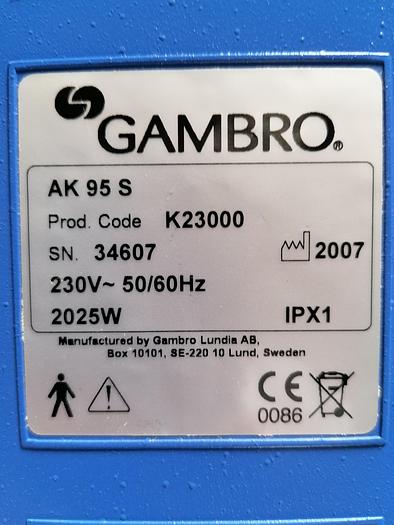 GAMBRO®
AK 95 S
Prod. Code K23000
SN. 34607 2007
230V~ 50/60Hz
2025W IPX1
Manufactured by Gambro Lundia AB,
Box 10101, SE-220 10 Lund, Sweden
CE
0086